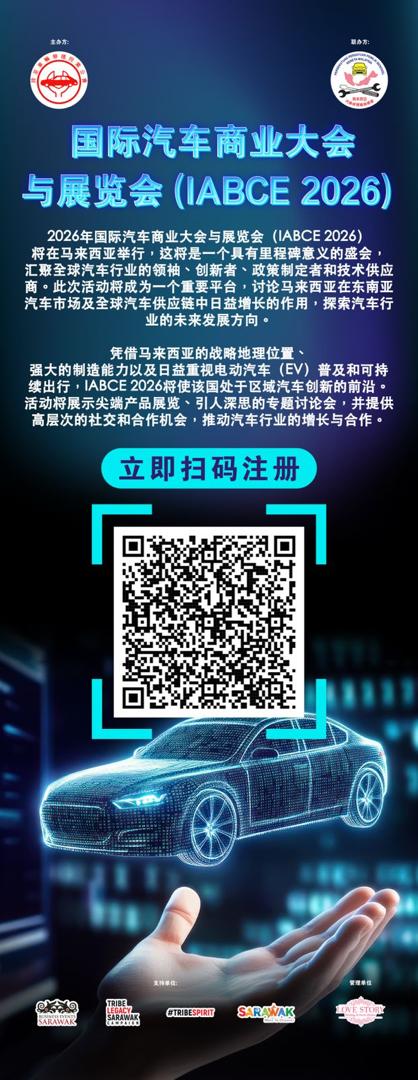 主办方:
联办方:
国际汽车商业大会
与展览会 (IABCE 2026)
2026年国际汽车商业大会与展览会（IABCE 2026）
将在马来西亚举行，这将是一个具有里程碑意义的盛会，
汇聚全球汽车行业的领袖、创新者、政策制定者和技术供应
商。此次活动将成为一个重要平台，讨论马来西亚在东南亚
汽车市场及全球汽车供应链中日益增长的作用，探索汽车行
业的未来发展方向。
凭借马来西亚的战略地理位置、
强大的制造能力以及日益重视电动汽车（EV）普及和可持
续出行，IABCE 2026将使该国处于区域汽车创新的前沿。
活动将展示尖端产品展览、引人深思的专题讨论会，并提供
高层次的社交和合作机会，推动汽车行业的增长与合作。
立即扫码注册
支持单位:
管理单位
BUSINESS EVENTS
SARAWAK
TRIBE
LEGACY
SARAWAK
CAMPAIGN
#TRIBESPIRIT
SARAWAK
LOVE STORY